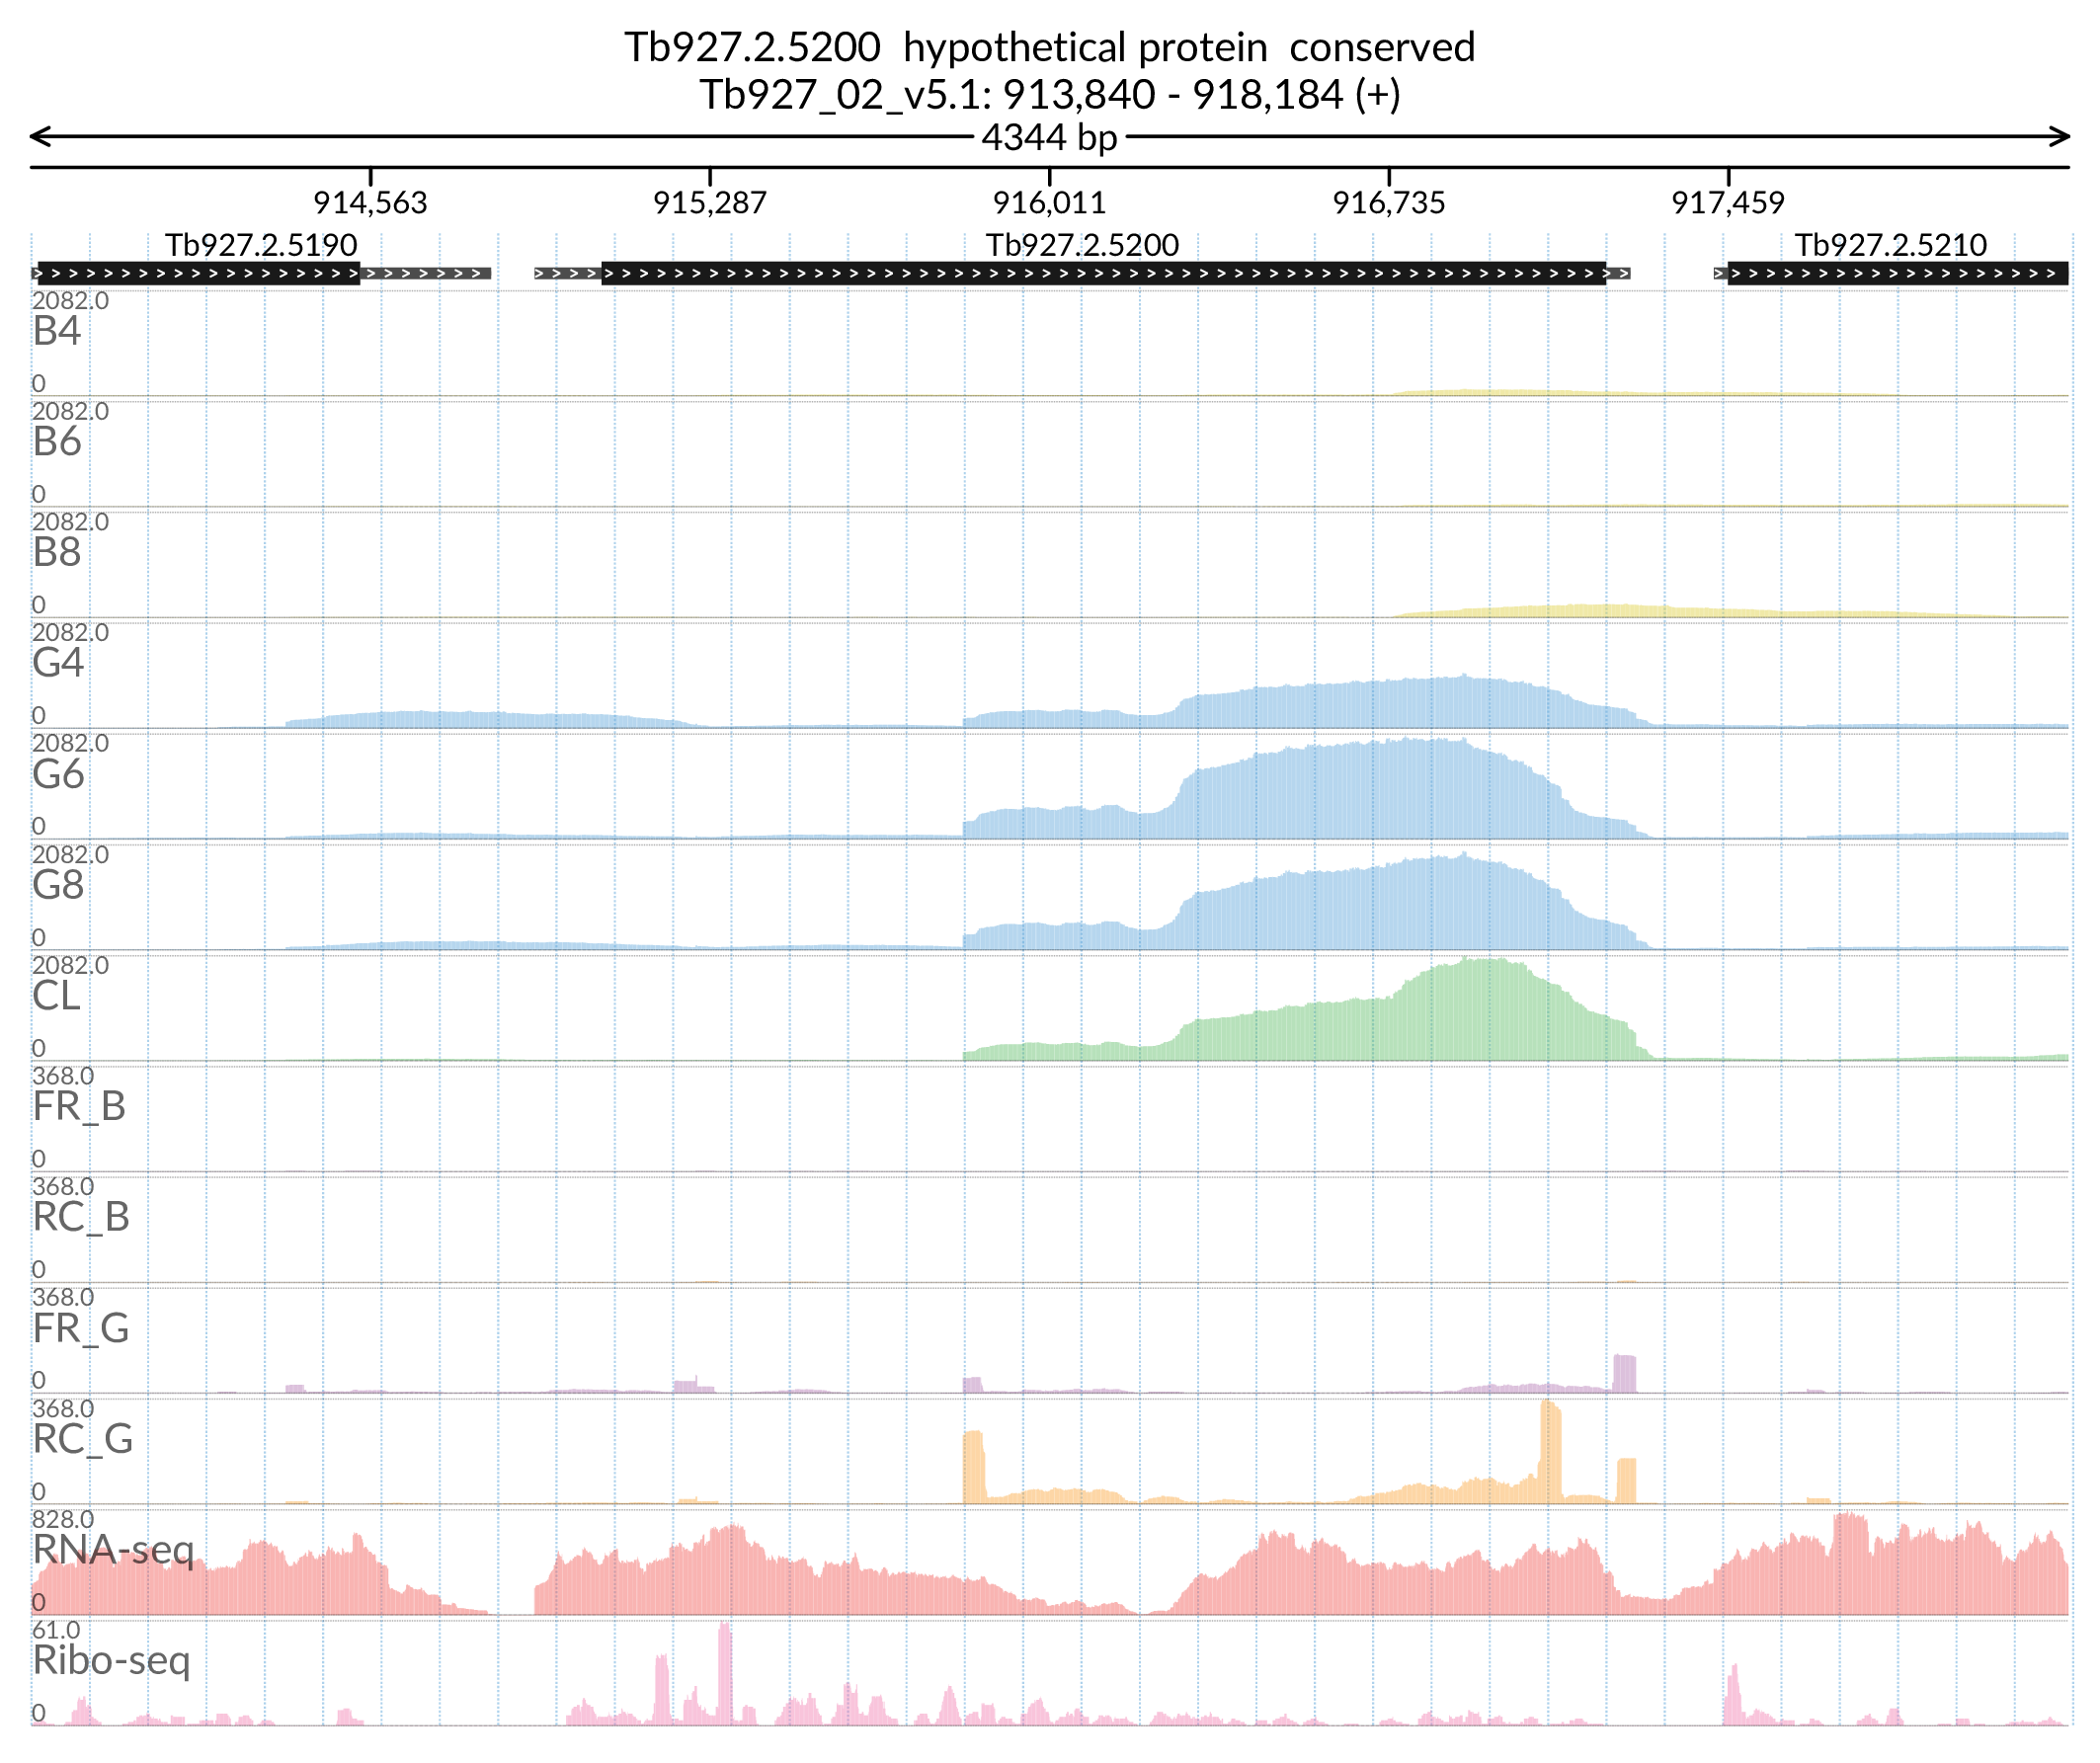 Tb927.2.5200  hypothetical protein  conserved
Tb927_02_v5.1: 913,840 - 918,184 (+)
4344 bp
914,563 915,287 916,011 916,735 917,459
Tb927.2.5190 Tb927.2.5200 Tb927.2.5210
2082.0
B4
0
2082.0
B6
0
2082.0
B8
0
2082.0
G4
0
2082.0
G6
0
2082.0
G8
0
2082.0
CL
0
368.0
FR_B
0
368.0
RC_B
0
368.0
FR_G
0
368.0
RC_G
0
828.0
RNA-seq
0
61.0
Ribo-seq
0